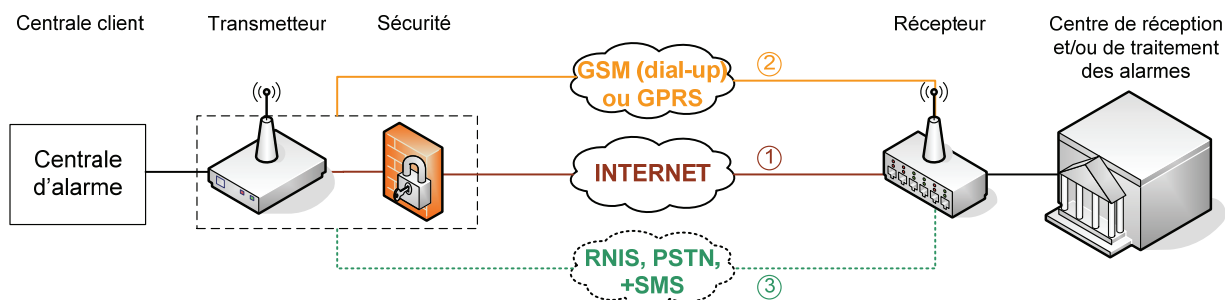 Centrale client
Transmetteur
Sécurité
Récepteur
Centre de réception
et/ou de traitement
des alarmes
GSM (dial-up)
ou GPRS
2
Centrale
d'alarme
INTERNET
1
RNIS, PSTN,
+SMS
3